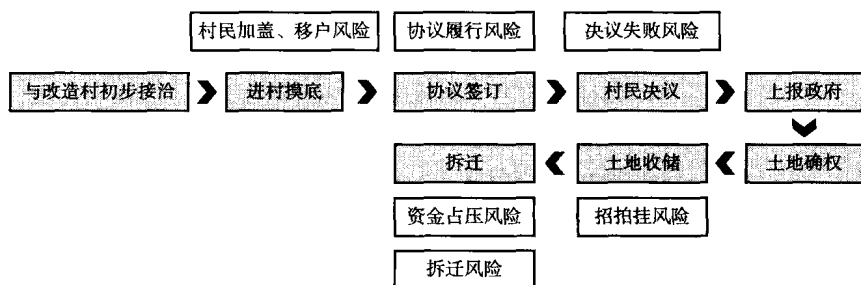 村民加盖、移户风险 协议履行风险 决议失败风险
与改造村初步接洽 进村摸底 协议签订 村民决议 上报政府
拆迁 土地收储 土地确权
资金占压风险 招拍挂风险
拆迁风险